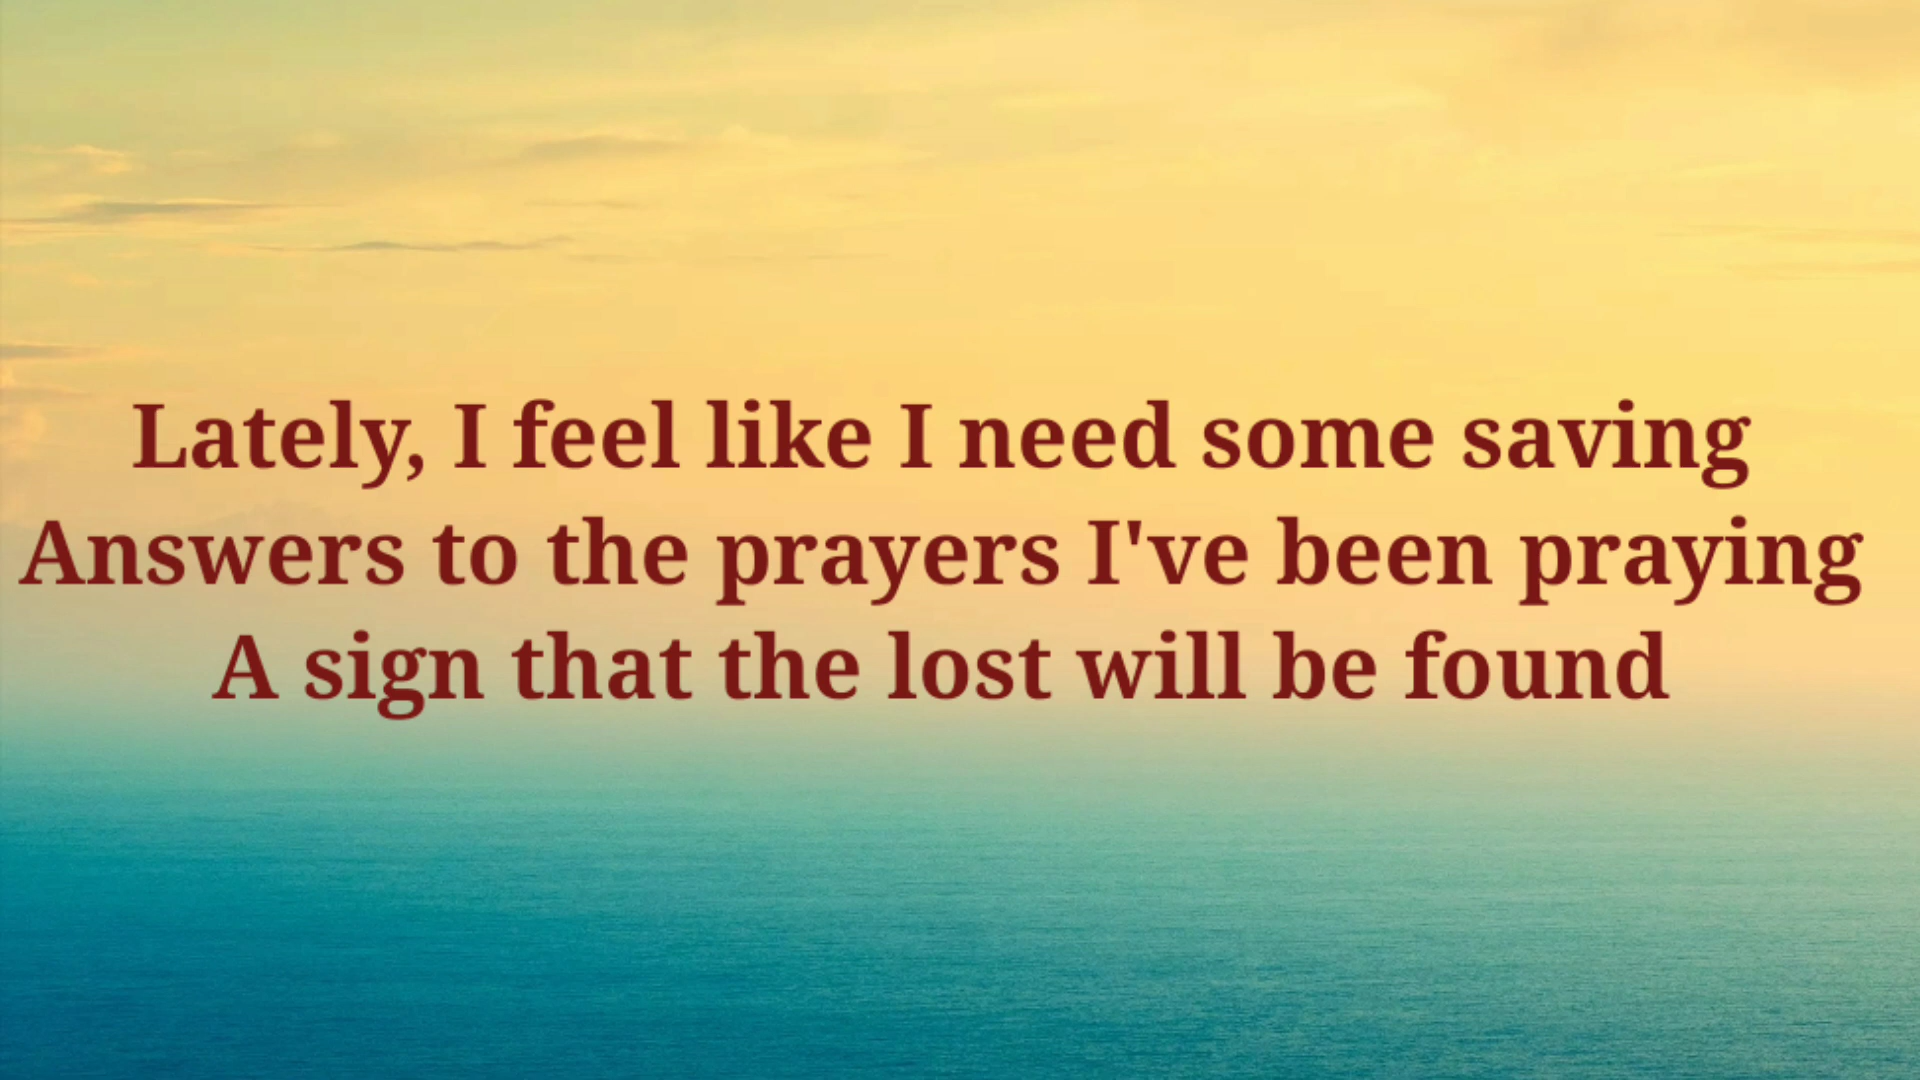 Lately, I feel like I need some saving
Answers to the prayers I've been praying
A sign that the lost will be found